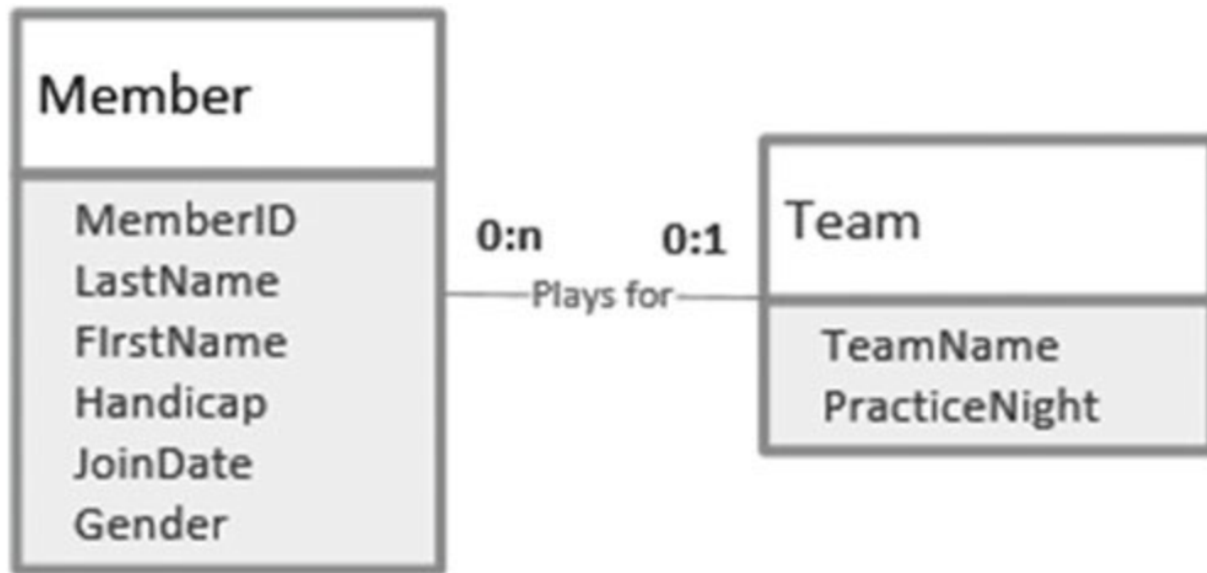 Member
MemberID
LastName
FIrstName
Handicap
JoinDate
Gender
0:n
0:1
Plays for
Team
TeamName
PracticeNight